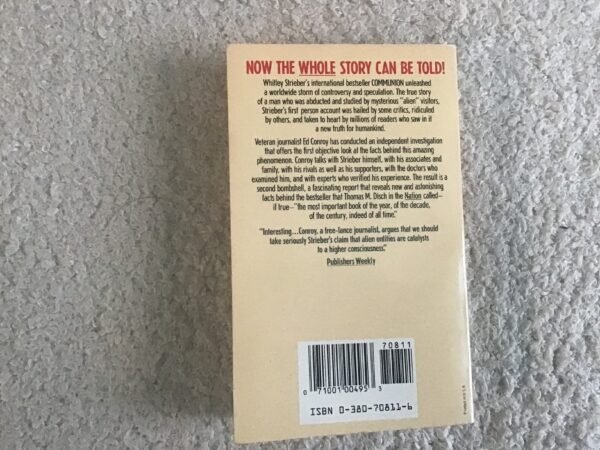 NOW THE WHOLE STORY CAN BE TOLD!
Whitley Strieber's international bestseller COMMUNION unleashed
a worldwide storm of controversy and speculation. The true story
of a man who was abducted and studied by mysterious "alien" visitors,
Strieber's first person account was hailed by some critics, ridiculed
by others, and taken to heart by millions of readers who saw in it
a new truth for humankind.
Veteran journalist Ed Conroy has conducted an independent investigation
that offers the first objective look at the facts behind this amazing
phenomenon. Conroy talks with Strieber himself, with his associates and
family, with his rivals as well as his supporters, with the doctors who
examined him, and with experts who verified his experience. The result is a
second bombshell, a fascinating report that reveals new and astonishing
facts behind the bestseller that Thomas M. Disch in the Nation called—
if true—"the most important book of the year, of the decade,
of the century, indeed of all time."
"Interesting...Conroy, a free-lance journalist, argues that we should
take seriously Strieber's claim that alien entities are catalysts
to a higher consciousness."
Publishers Weekly
70811
0 71001 00495 3
ISBN 0-380-70811-6